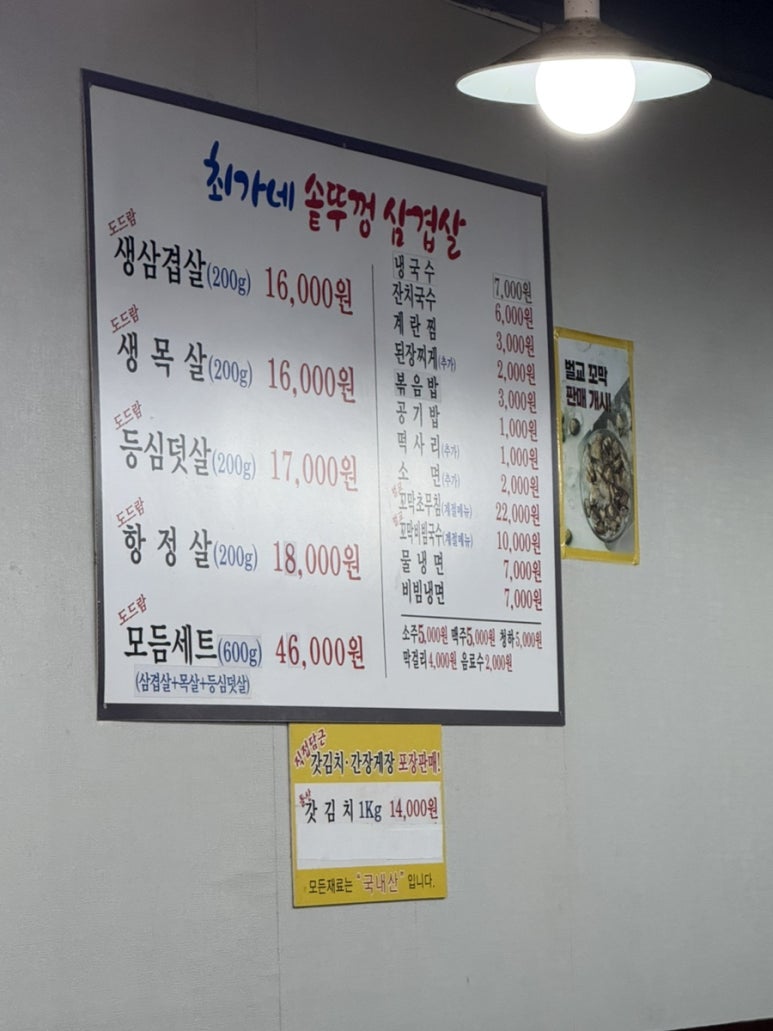 최가네 솥뚜껑 삼겹살
도드람
생삼겹살(200g) 16,000원
도드람
생목살(200g) 16,000원
도드람
등심덧살(200g) 17,000원
도드람
항정살(200g) 18,000원
도드람
모듬세트(600g) 46,000원
(삼겹살+목살+등심덧살)
냉국수 7,000원
잔치국수 6,000원
계란찜 3,000원
된장찌게(추가) 2,000원
볶음밥 3,000원
공기밥 1,000원
떡사리(추가) 1,000원
소면(추가) 2,000원
벌교
꼬막초무침(계절메뉴) 22,000원
벌교
꼬막비빔국수(계절메뉴) 10,000원
물냉면 7,000원
비빔냉면 7,000원
소주5,000원 맥주5,000원 청하5,000원
막걸리4,000원 음료수2,000원
벌교 꼬막
판매 개시!
직접담근
갓김치·간장게장 포장판매!
갓김치 1Kg 14,000원
모든재료는 "국내산" 입니다.